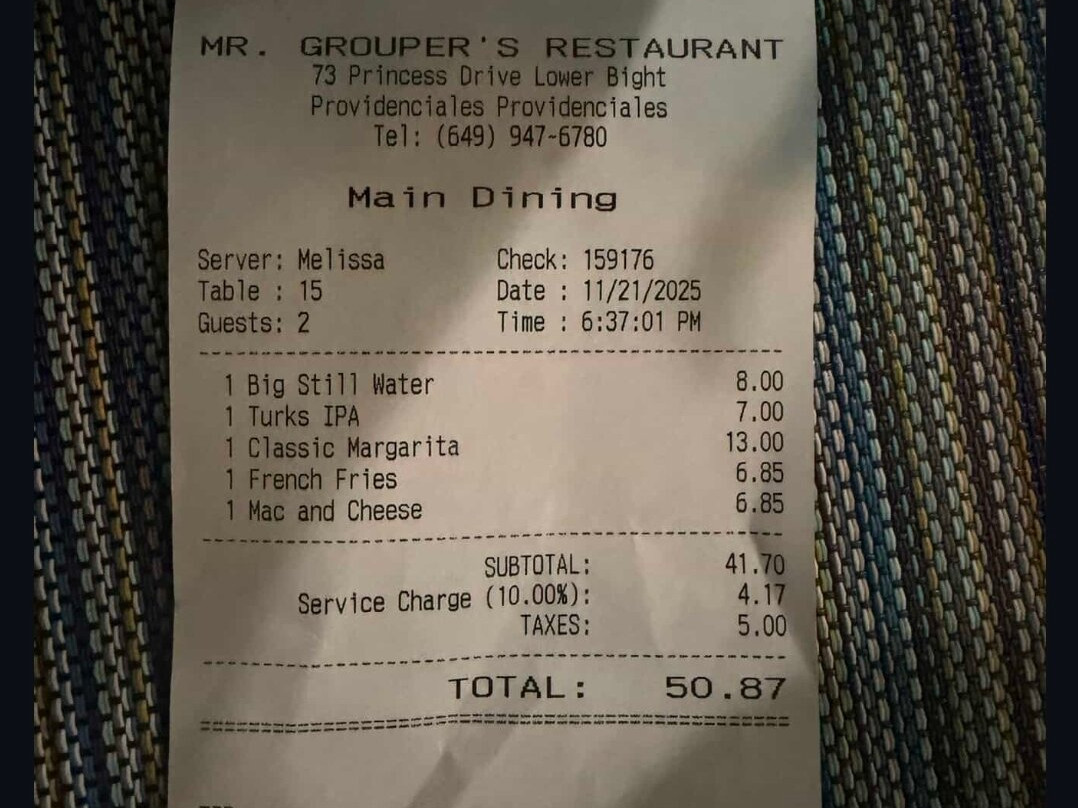 MR. GROUPER'S RESTAURANT
73 Princess Drive Lower Bight
Providenciales Providenciales
Tel: (649) 947-6780
Main Dining
Server: Melissa Check: 159176
Table : 15 Date : 11/21/2025
Guests: 2 Time : 6:37:01 PM
1 Big Still Water 8.00
1 Turks IPA 7.00
1 Classic Margarita 13.00
1 French Fries 6.85
1 Mac and Cheese 6.85
SUBTOTAL: 41.70
Service Charge (10.00%): 4.17
TAXES: 5.00
TOTAL: 50.87